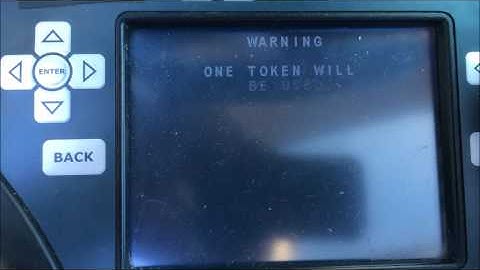 WARNING
ONE TOKEN WILL
BE USED
ENTER
BACK